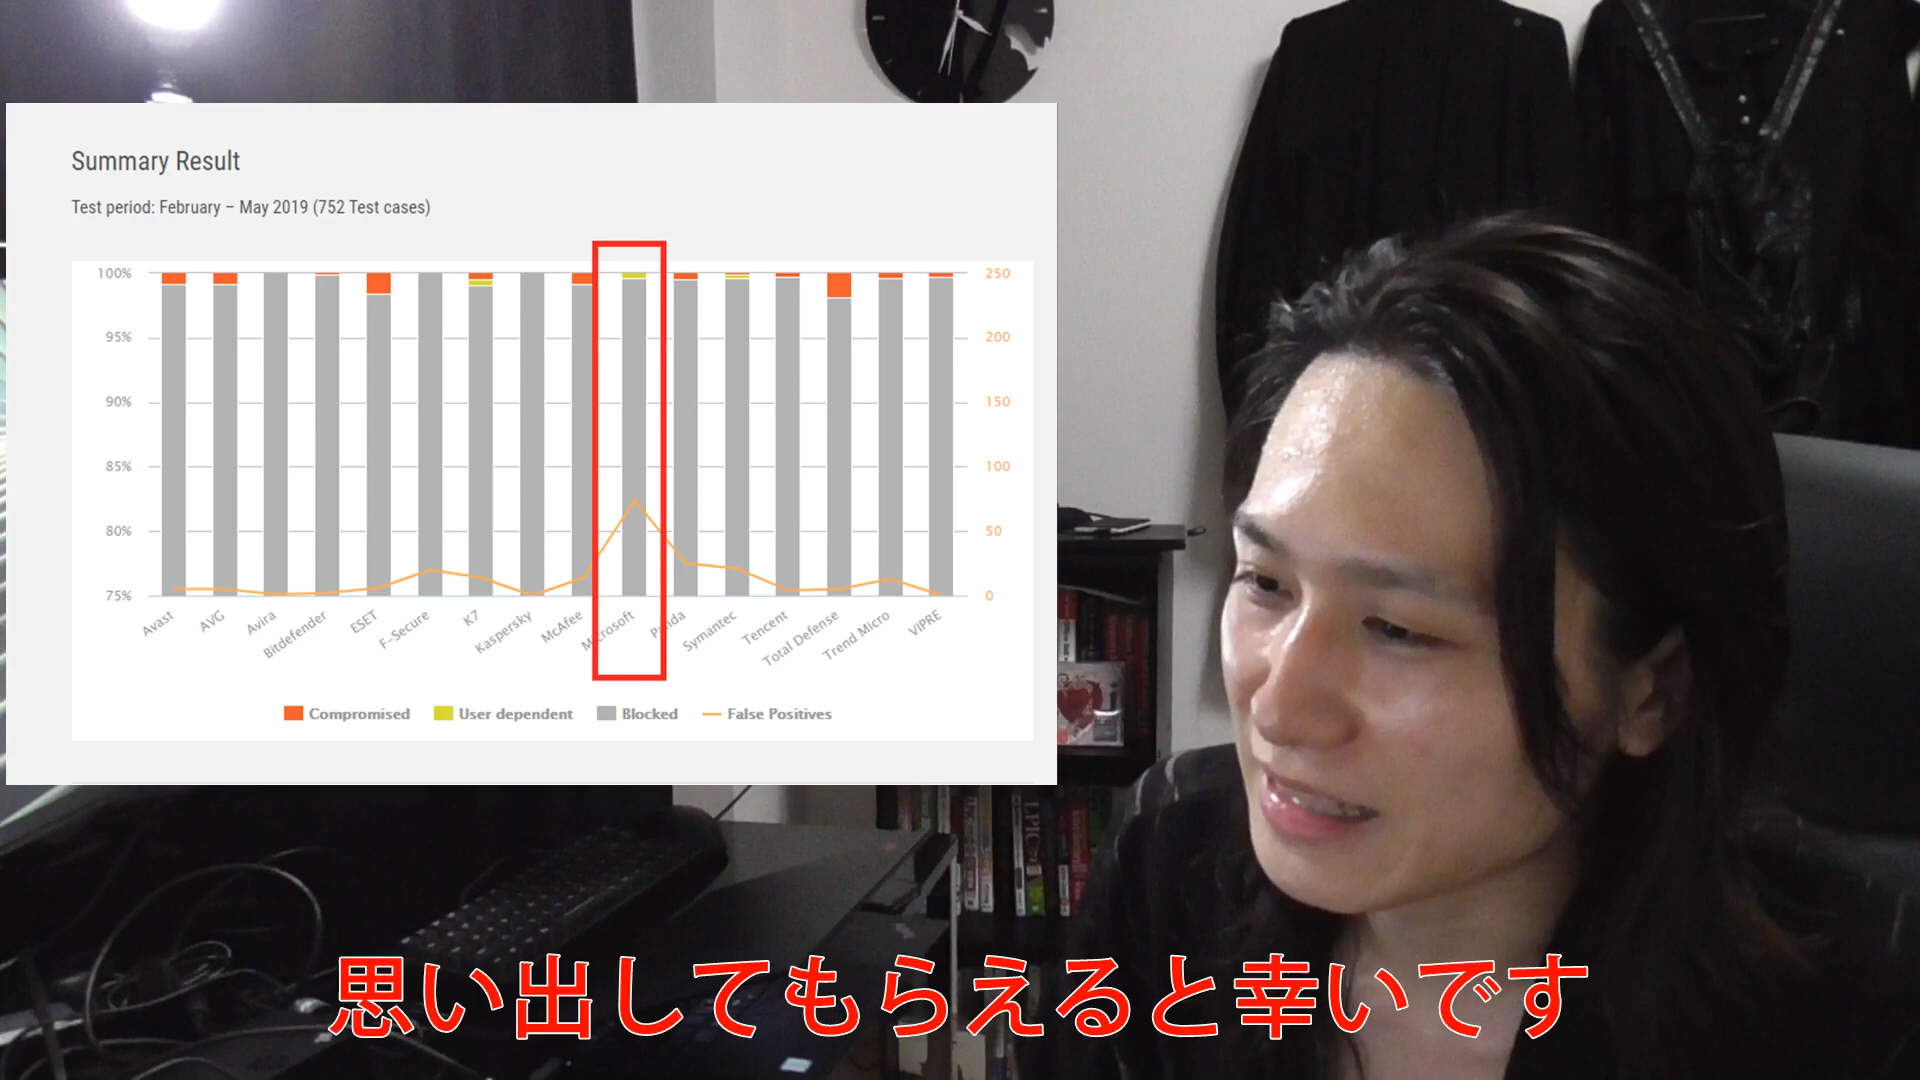 Summary Result
Test period: February – May 2019 (752 Test cases)
100%
95%
90%
85%
80%
75%
250
200
150
100
50
0
Avast
AVG
Avira
Bitdefender
ESET
F-Secure
K7
Kaspersky
McAfee
Microsoft
Panda
Symantec
Tencent
Total Defense
Trend Micro
VIPRE
Compromised User dependent Blocked False Positives
LPIC
思い出してもらえると幸いです